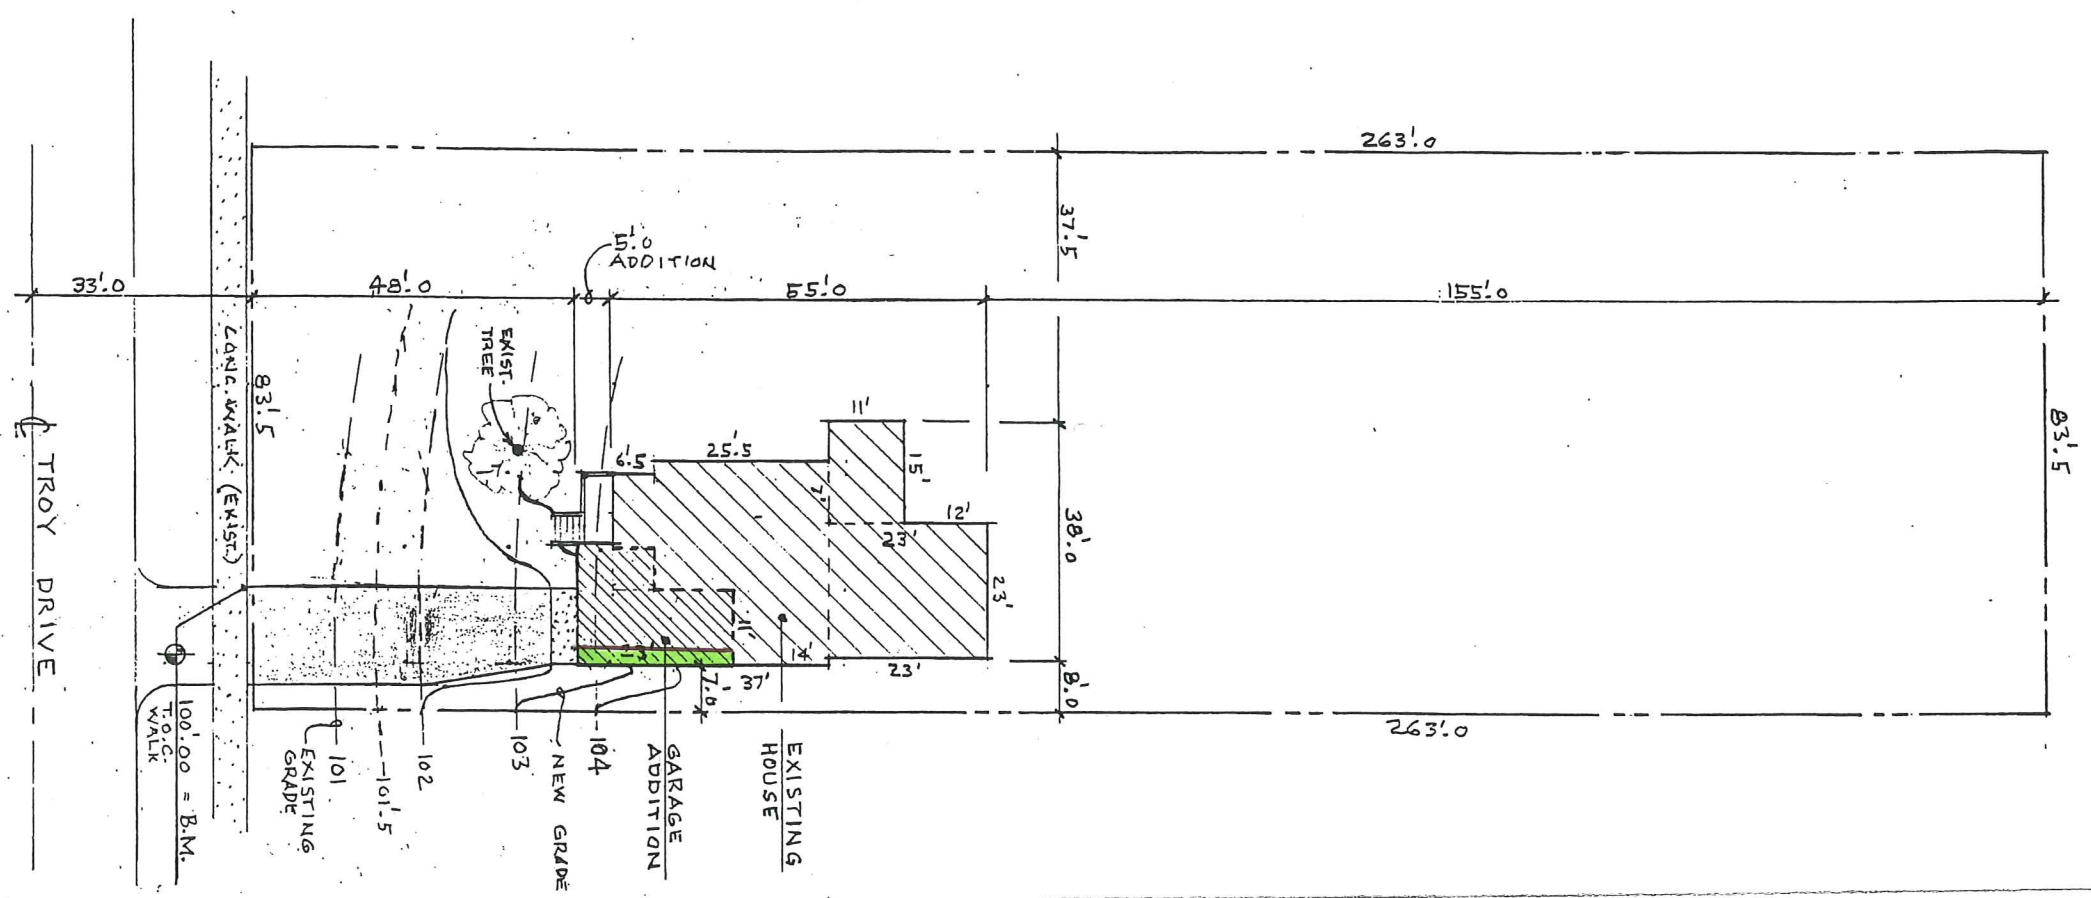 263'.0
37'.5
5'.0
ADDITION
33'.0
48'.0
55'.0
155'.0
EXIST.
TREE
CONC. WALK (EXIST.)
83'.5
83'.5
11'
25'.5
6'.5
15'
7'
12'
23'
38'.0
23'
11'
14'
23'
37'
7'.0
8'.0
263'.0
℄ TROY DRIVE
100'.00 = B.M.
T.O.C.
WALK
101
EXISTING
GRADE
101'.5
102
103
NEW GRADE
104
GARAGE
ADDITION
EXISTING
HOUSE